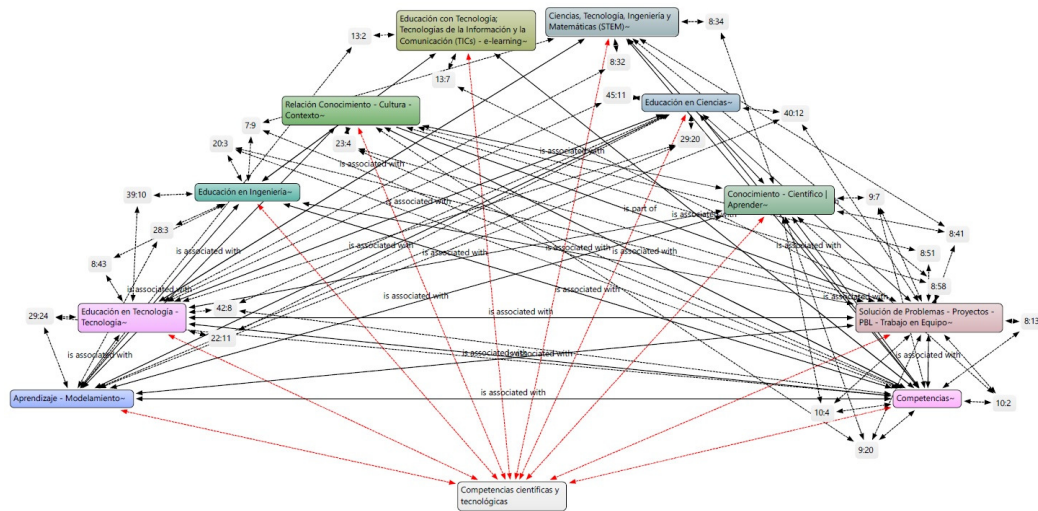 Educación con Tecnología;
Tecnologías de la Información y la
Comunicación (TICs) - e-learning~
Ciencias, Tecnología, Ingeniería y
Matemáticas (STEM)~
8:34
13:2
8:32
13:7
45:11
Educación en Ciencias~
40:12
Relación Conocimiento - Cultura -
Contexto~
7:9
20:3
23:4
29:20
is associated with
is associated with
39:10
Educación en Ingeniería~
Conocimiento - Científico |
Aprender~
9:7
is associated with
is part of
is associated with
28:3
8:41
is associated with
is associated with
is associated with
is associated with
8:51
8:43
is associated with
is associated with
8:58
29:24
Educación en Tecnología -
Tecnología~
42:8
is associated with
is associated with
Solución de Problemas - Proyectos -
PBL - Trabajo en Equipo~
8:13
22:11
is associated with
is associated with
is associated with
is associated with
Aprendizaje - Modelamiento~
is associated with
Competencias~
10:4
10:2
9:20
Competencias científicas y
tecnológicas